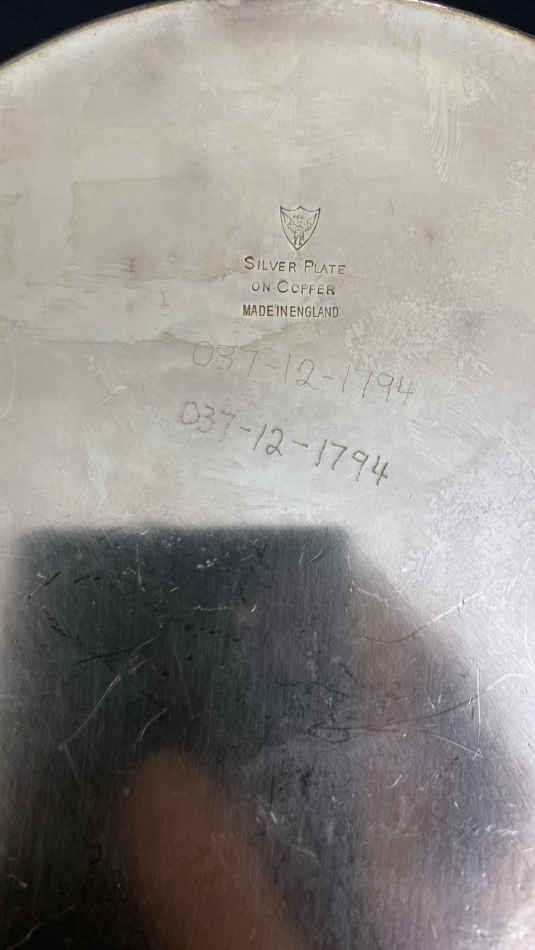 SILVER PLATE
ON COPPER
MADE IN ENGLAND
037-12-1794
037-12-1794